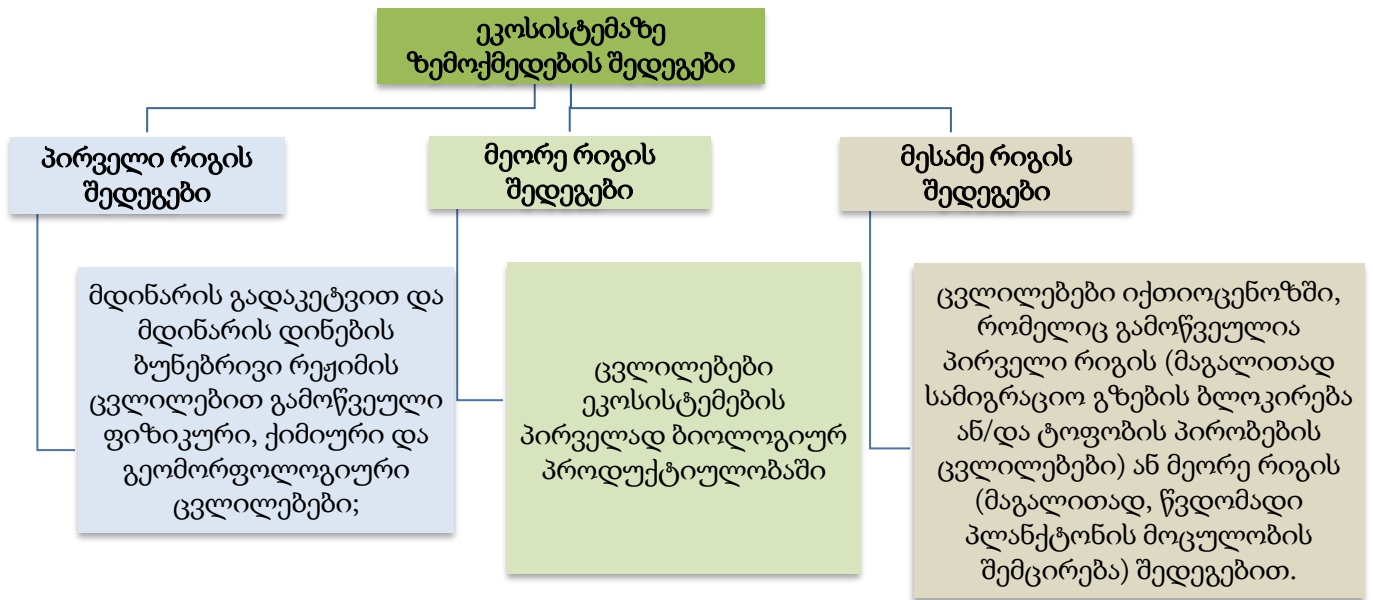 ეკოსისტემაზე
ზემოქმედების შედეგები
პირველი რიგის
შედეგები
მდინარის გადაკეტვით და
მდინარის დინების
ბუნებრივი რეჟიმის
ცვლილებით გამოწვეული
ფიზიკური, ქიმიური და
გეომორფოლოგიური
ცვლილებები;
მეორე რიგის
შედეგები
ცვლილებები
ეკოსისტემების
პირველად ბიოლოგიურ
პროდუქტიულობაში
მესამე რიგის
შედეგები
ცვლილებები იქთიოცენოზში,
რომელიც გამოწვეულია
პირველი რიგის (მაგალითად
სამიგრაციო გზების ბლოკირება
ან/და ტოფობის პირობების
ცვლილებები) ან მეორე რიგის
(მაგალითად, წვდომადი
პლანქტონის მოცულობის
შემცირება) შედეგებით.